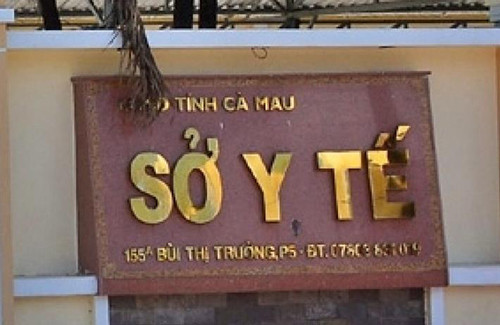 TỈNH CÀ MAU
SỞ Y TẾ
155A BÙI THỊ TRƯỜNG, P5 - ĐT.